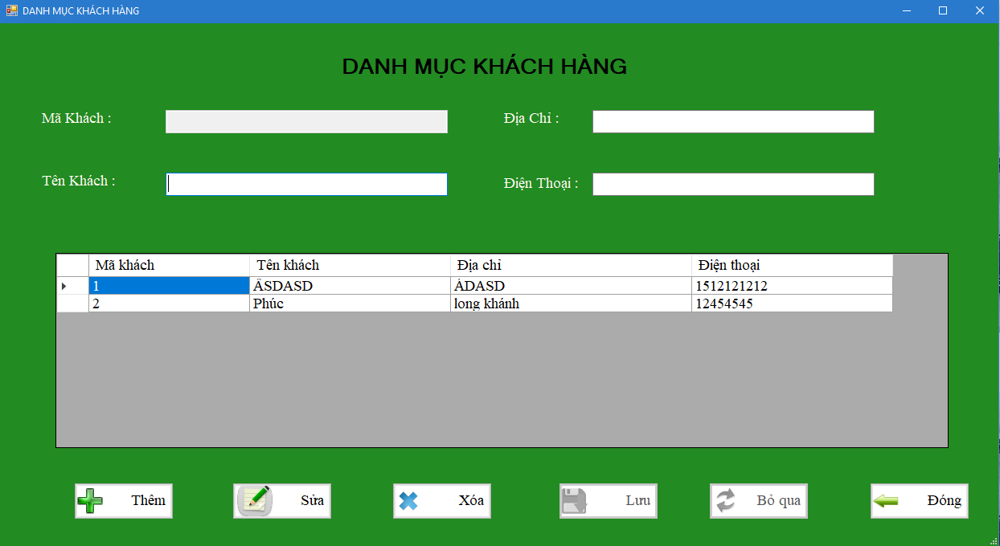 DANH MỤC KHÁCH HÀNG
DANH MỤC KHÁCH HÀNG
Mã Khách : Địa Chỉ :
Tên Khách : Điện Thoại :
Mã khách Tên khách Địa chỉ Điện thoại
1 ÂSDASD ÁDASD 1512121212
2 Phúc long khánh 12454545
Thêm Sửa Xóa Lưu Bỏ qua Đóng